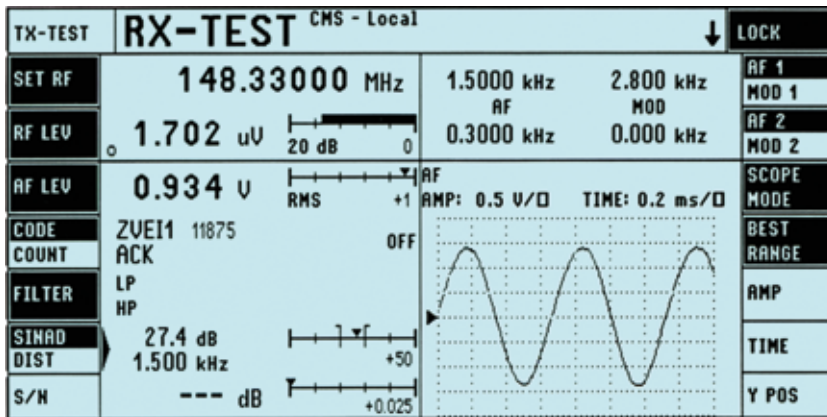 TX-TEST
RX-TEST CMS - Local
LOCK
SET RF
148.33000 MHz
1.5000 kHz 2.800 kHz
AF MOD
0.3000 kHz 0.000 kHz
AF 1
MOD 1
RF LEV
1.702 uV
20 dB 0
AF 2
MOD 2
AF LEV
0.934 V
RMS +1
AF
AMP: 0.5 V/□ TIME: 0.2 ms/□
SCOPE
MODE
CODE
COUNT
ZVEI1 11875
ACK
OFF
BEST
RANGE
FILTER
LP
HP
AMP
SINAD
DIST
27.4 dB
1.500 kHz
+50
TIME
S/N
--- dB
+0.025
Y POS